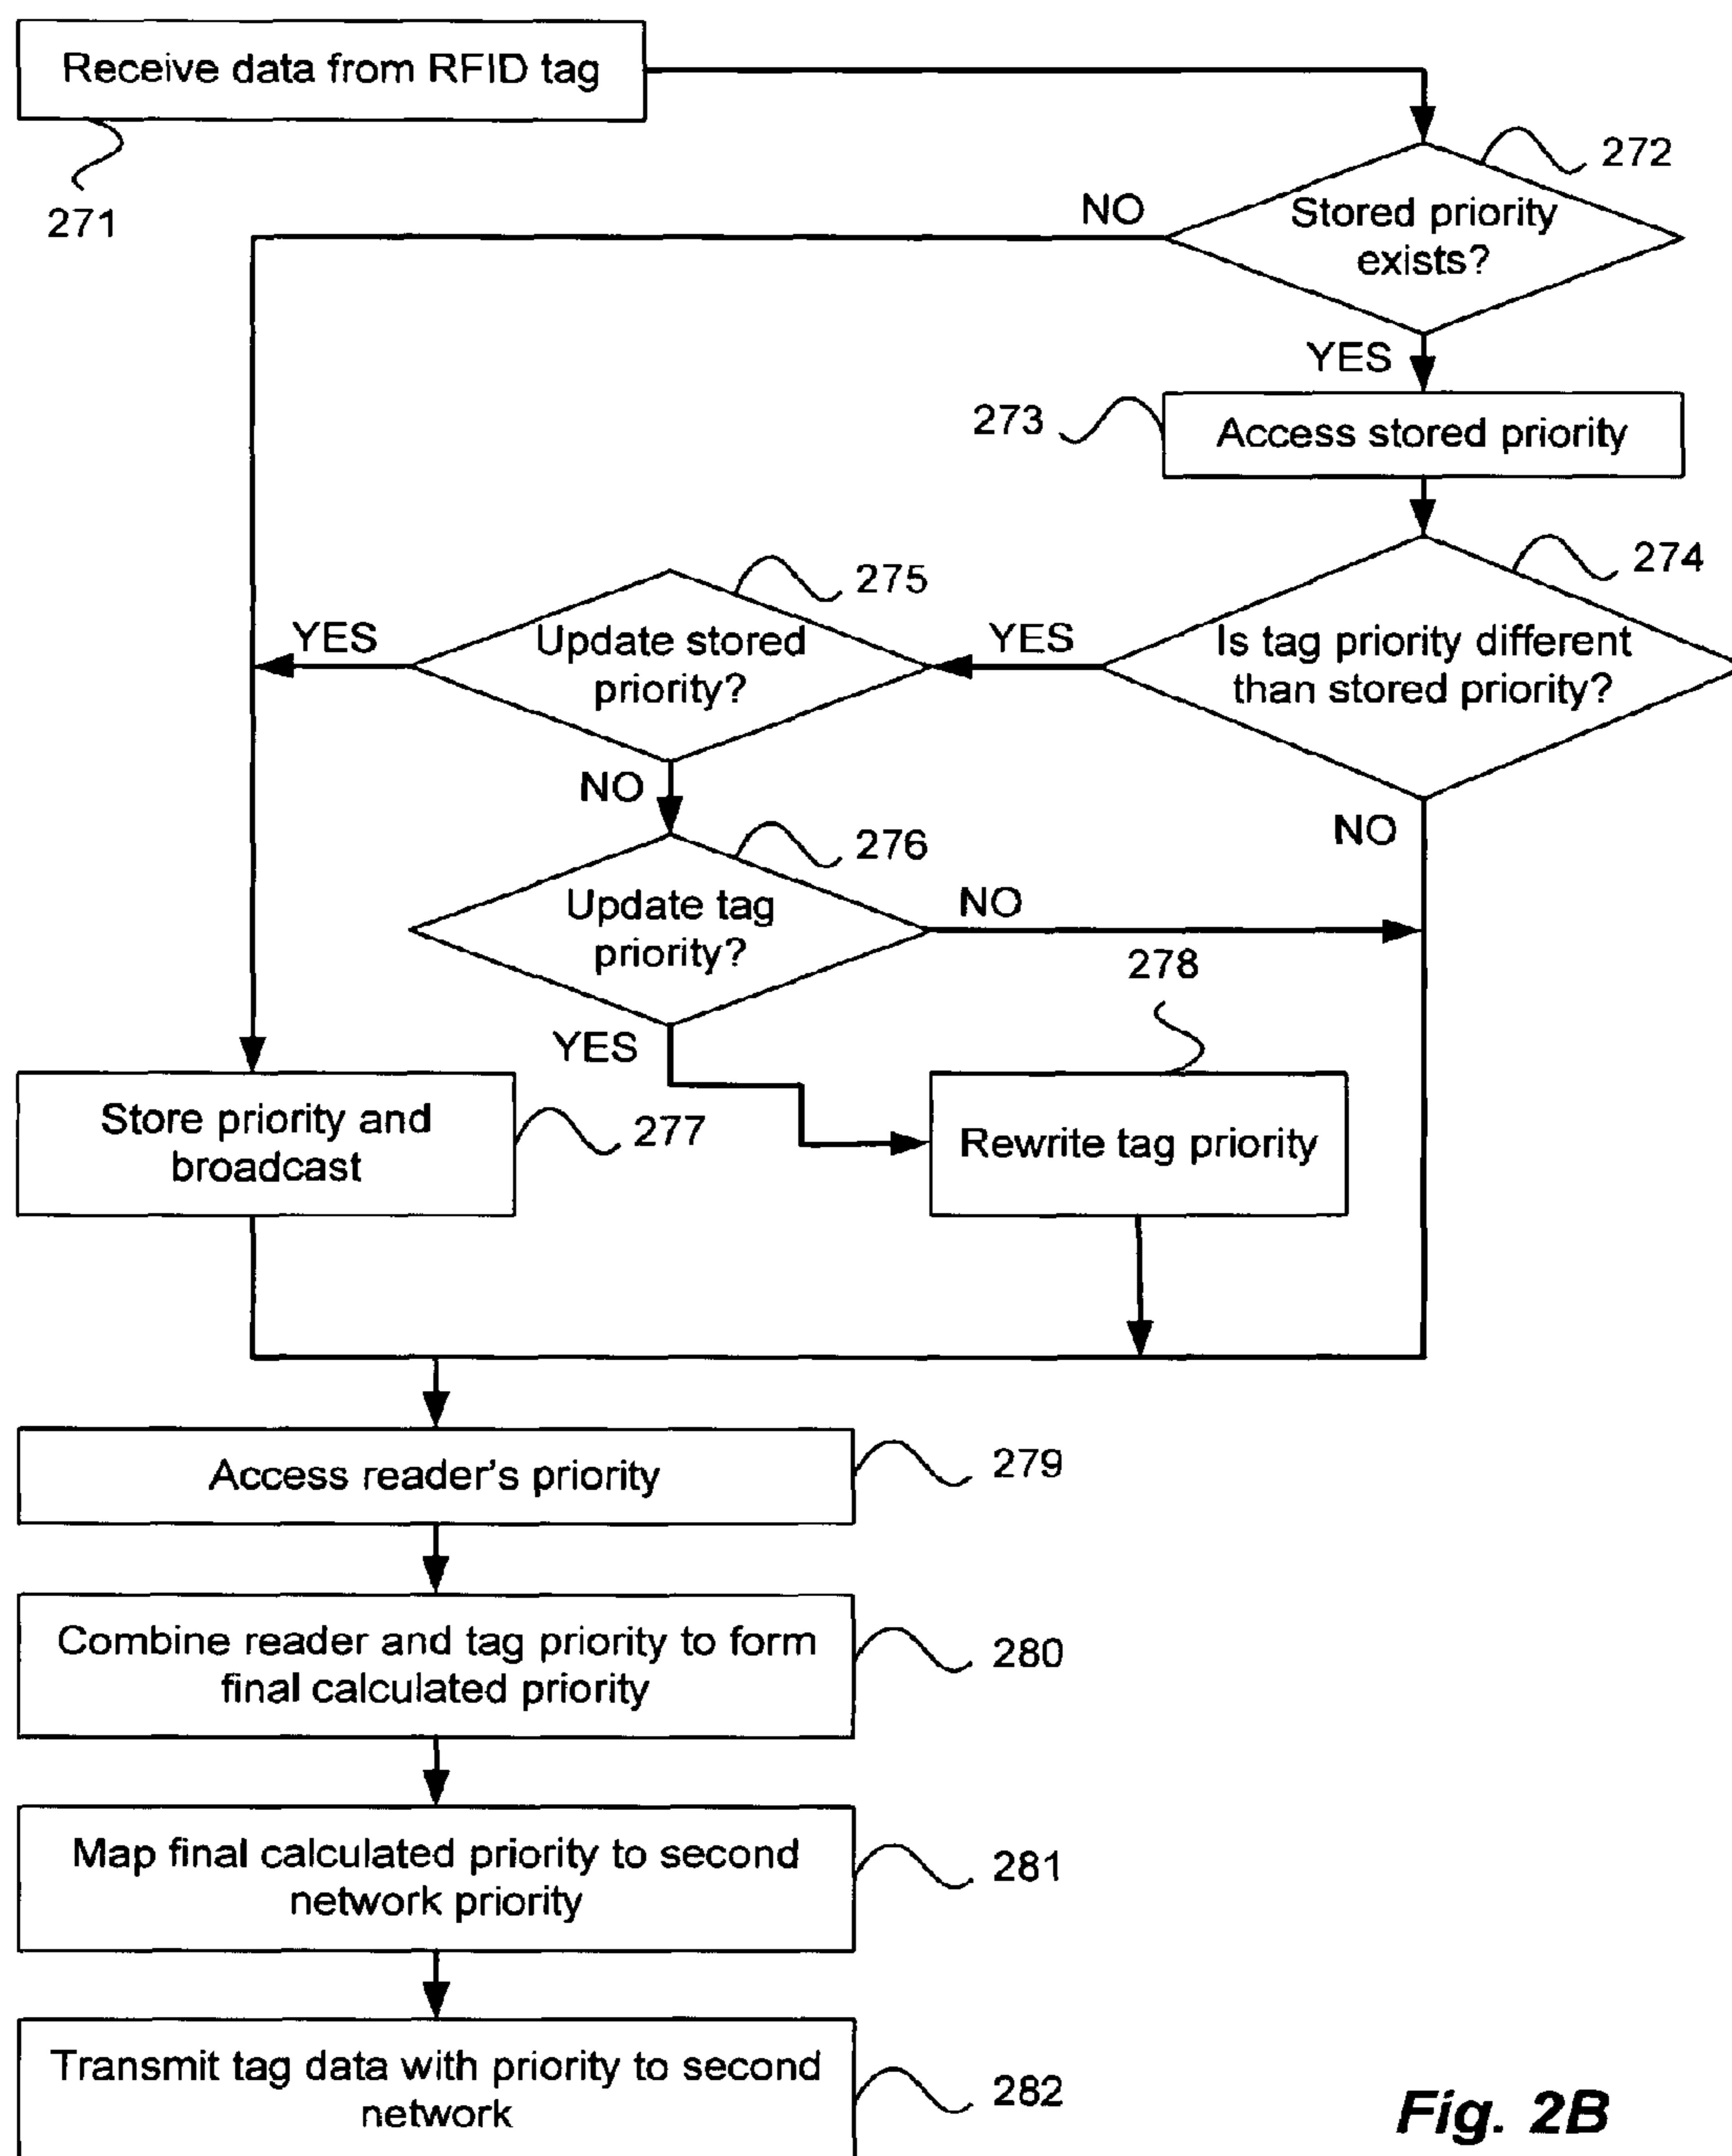 Receive data from RFID tag
271
272
Stored priority
exists?
NO
YES
273
Access stored priority
274
Is tag priority different
than stored priority?
YES
NO
275
Update stored
priority?
YES
NO
276
Update tag
priority?
NO
YES
278
Rewrite tag priority
Store priority and
broadcast
277
Access reader's priority
279
Combine reader and tag priority to form
final calculated priority
280
Map final calculated priority to second
network priority
281
Transmit tag data with priority to second
network
282
Fig. 2B